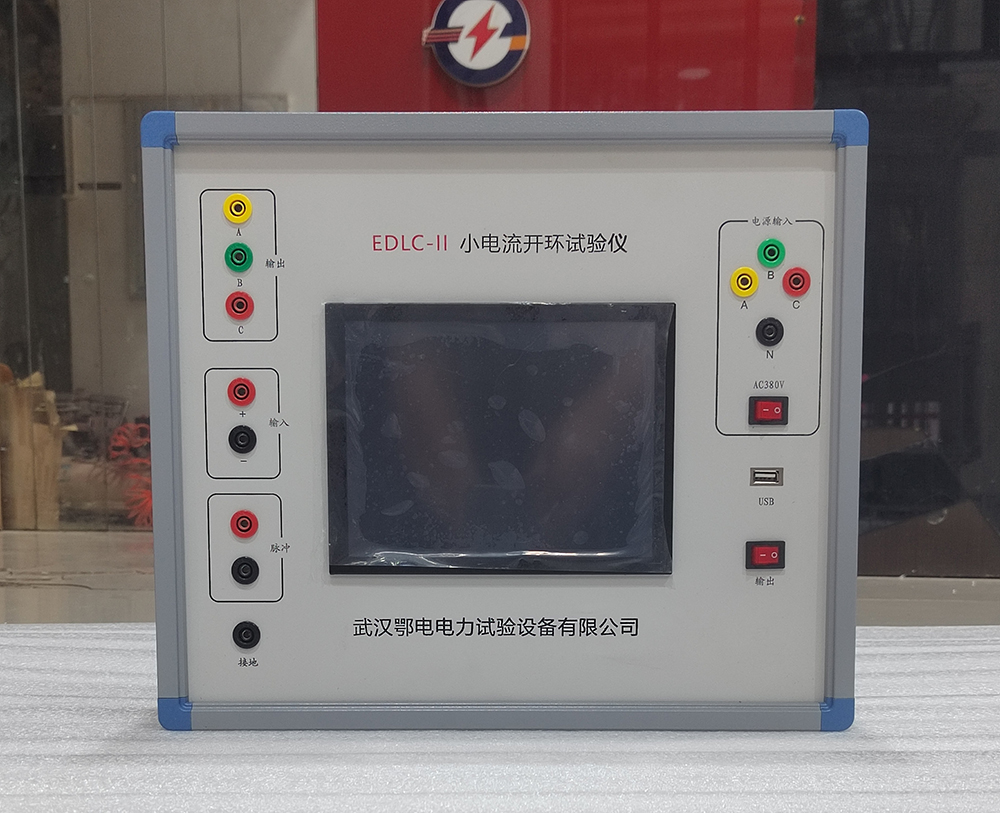 EDLC-II 小电流开环试验仪
A
B
C
输出
+
输入
−
脉冲
接地
电源输入
B
A
C
N
AC380V
USB
输出
武汉鄂电电力试验设备有限公司